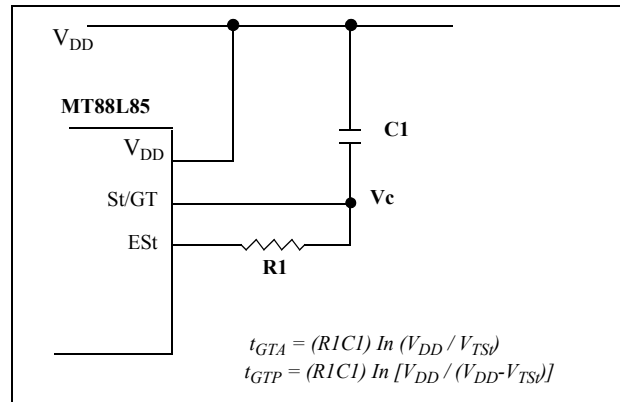 VDD
MT88L85
C1
VDD
St/GT
Vc
ESt
R1
tGTA = (R1C1) In (VDD / VTSt)
tGTP = (R1C1) In [VDD / (VDD-VTSt)]